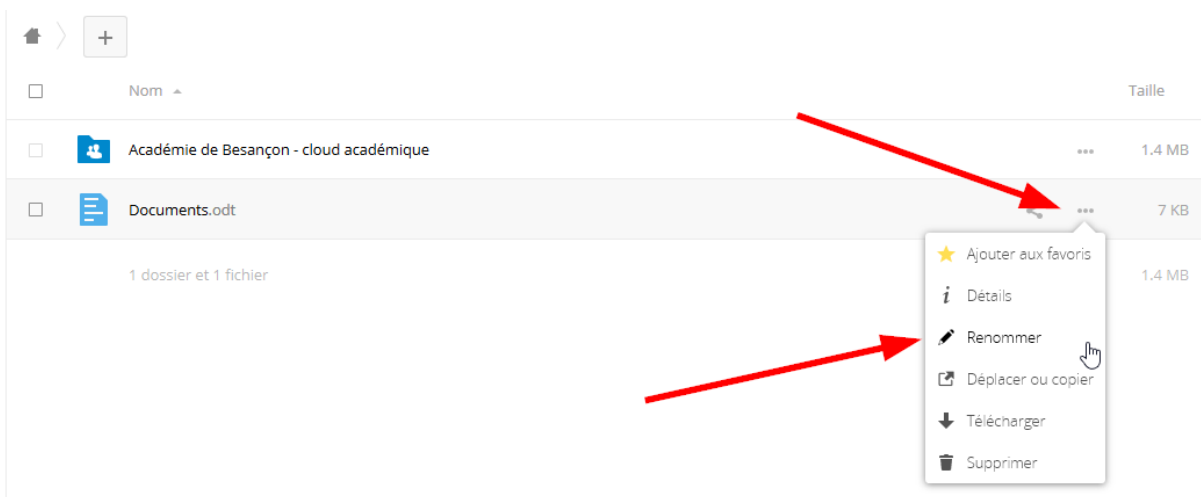 Nom Taille
Académie de Besançon - cloud académique 1.4 MB
Documents.odt 7 KB
1 dossier et 1 fichier 1.4 MB
Ajouter aux favoris
Détails
Renommer
Déplacer ou copier
Télécharger
Supprimer